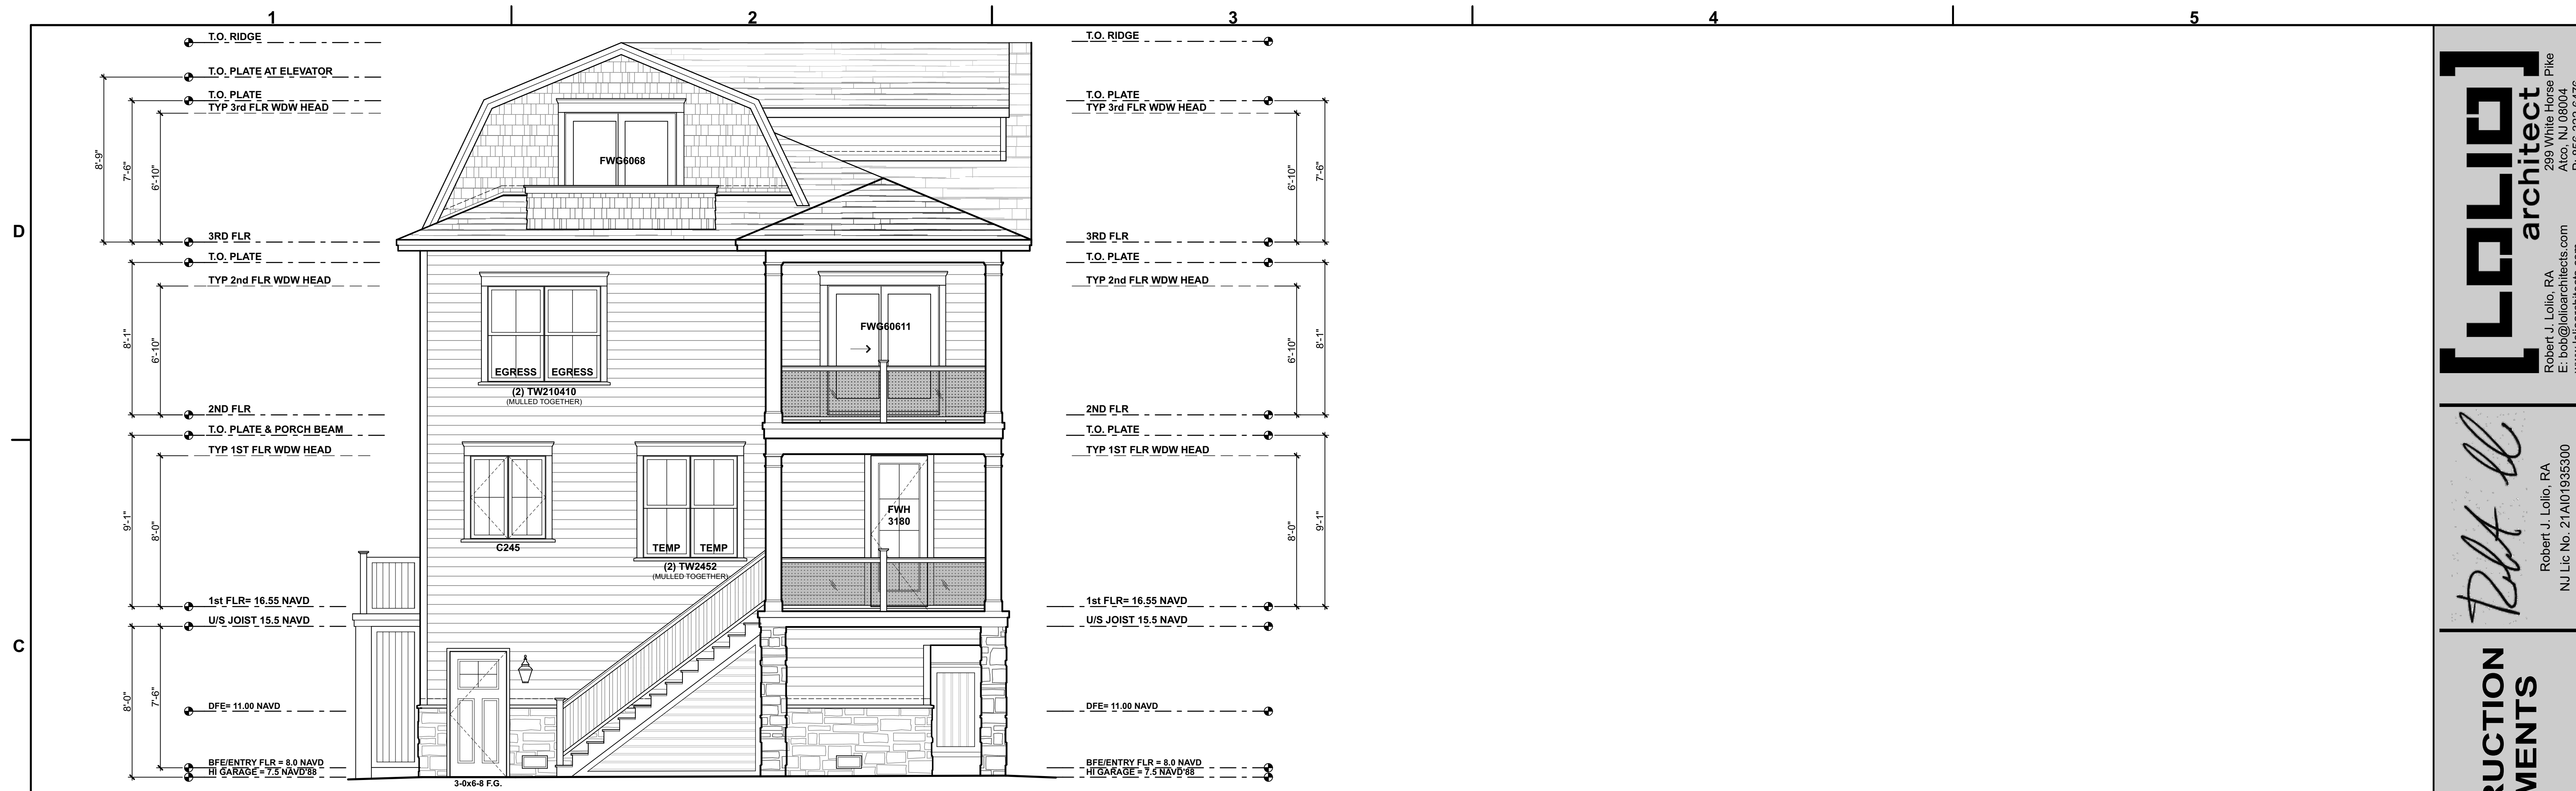 1
2
3
4
5
D
C
T.O. RIDGE
T.O. PLATE AT ELEVATOR
T.O. PLATE
TYP 3rd FLR WDW HEAD
8'-9"
7'-6"
6'-10"
3RD FLR
T.O. PLATE
TYP 2nd FLR WDW HEAD
8'-1"
6'-10"
2ND FLR
T.O. PLATE & PORCH BEAM
TYP 1ST FLR WDW HEAD
9'-1"
8'-0"
1st FLR= 16.55 NAVD
U/S JOIST 15.5 NAVD
8'-0"
7'-6"
DFE= 11.00 NAVD
BFE/ENTRY FLR = 8.0 NAVD
HI GARAGE = 7.5 NAVD'88
FWG6068
FWG60611
EGRESS EGRESS
(2) TW210410
(MULLED TOGETHER)
C245
TEMP TEMP
(2) TW2452
(MULLED TOGETHER)
FWH
3180
3-0x6-8 F.G.
T.O. RIDGE
T.O. PLATE
TYP 3rd FLR WDW HEAD
6'-10"
7'-6"
3RD FLR
T.O. PLATE
TYP 2nd FLR WDW HEAD
6'-10"
8'-1"
2ND FLR
T.O. PLATE
TYP 1ST FLR WDW HEAD
8'-0"
9'-1"
1st FLR= 16.55 NAVD
U/S JOIST 15.5 NAVD
DFE= 11.00 NAVD
BFE/ENTRY FLR = 8.0 NAVD
HI GARAGE = 7.5 NAVD'88
[LOLIO]
architect
299 White Horse Pike
Atco, NJ 08004
Robert J. Lolio, RA
E: bob@lolioarchitects.com
Robert J. Lolio, RA
NJ Lic No. 21AI01935300
RUCTION
MENTS